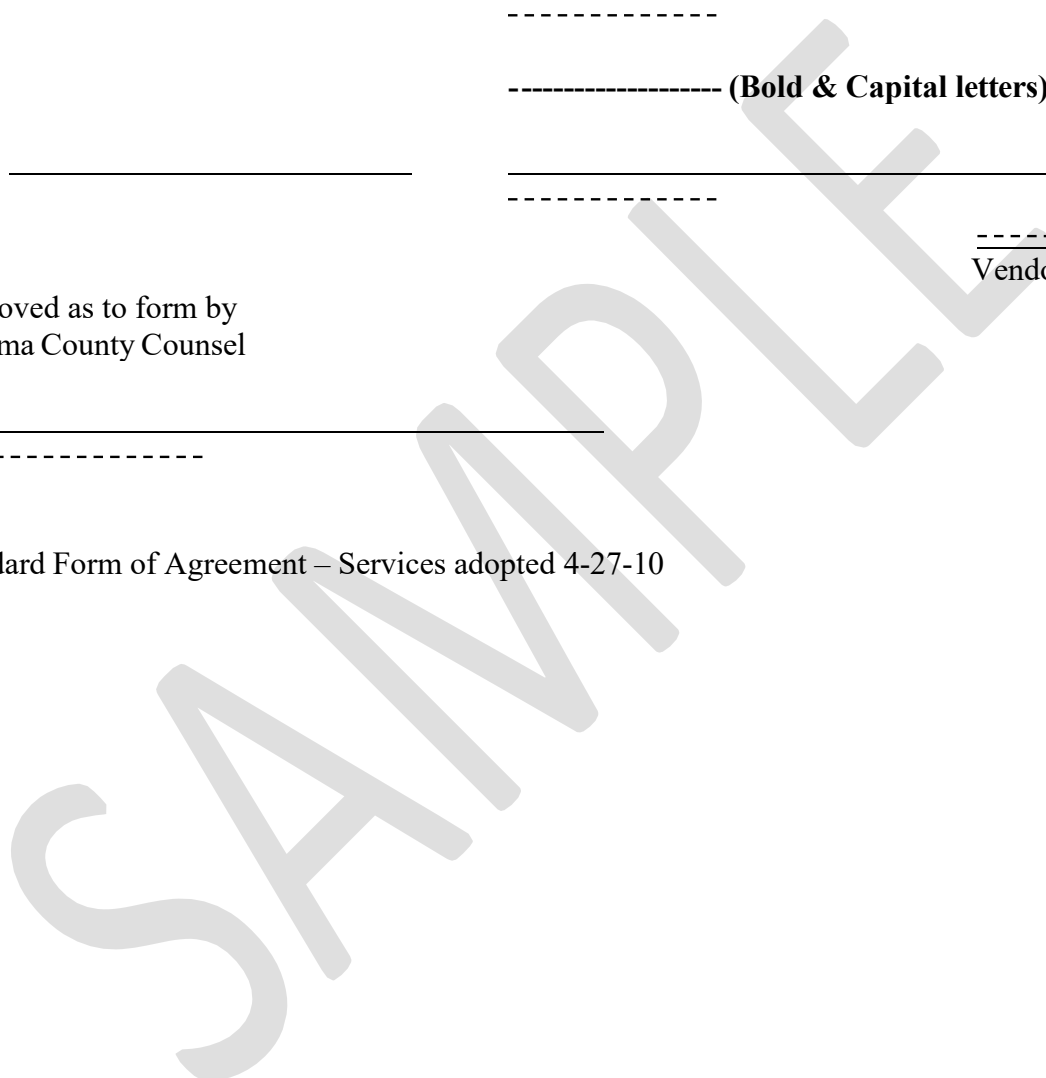 -------------
------------------- (Bold & Capital letters)
-------------
-----
Vendo
oved as to form by
ma County Counsel
-------------
dard Form of Agreement – Services adopted 4-27-10
SAMPLE